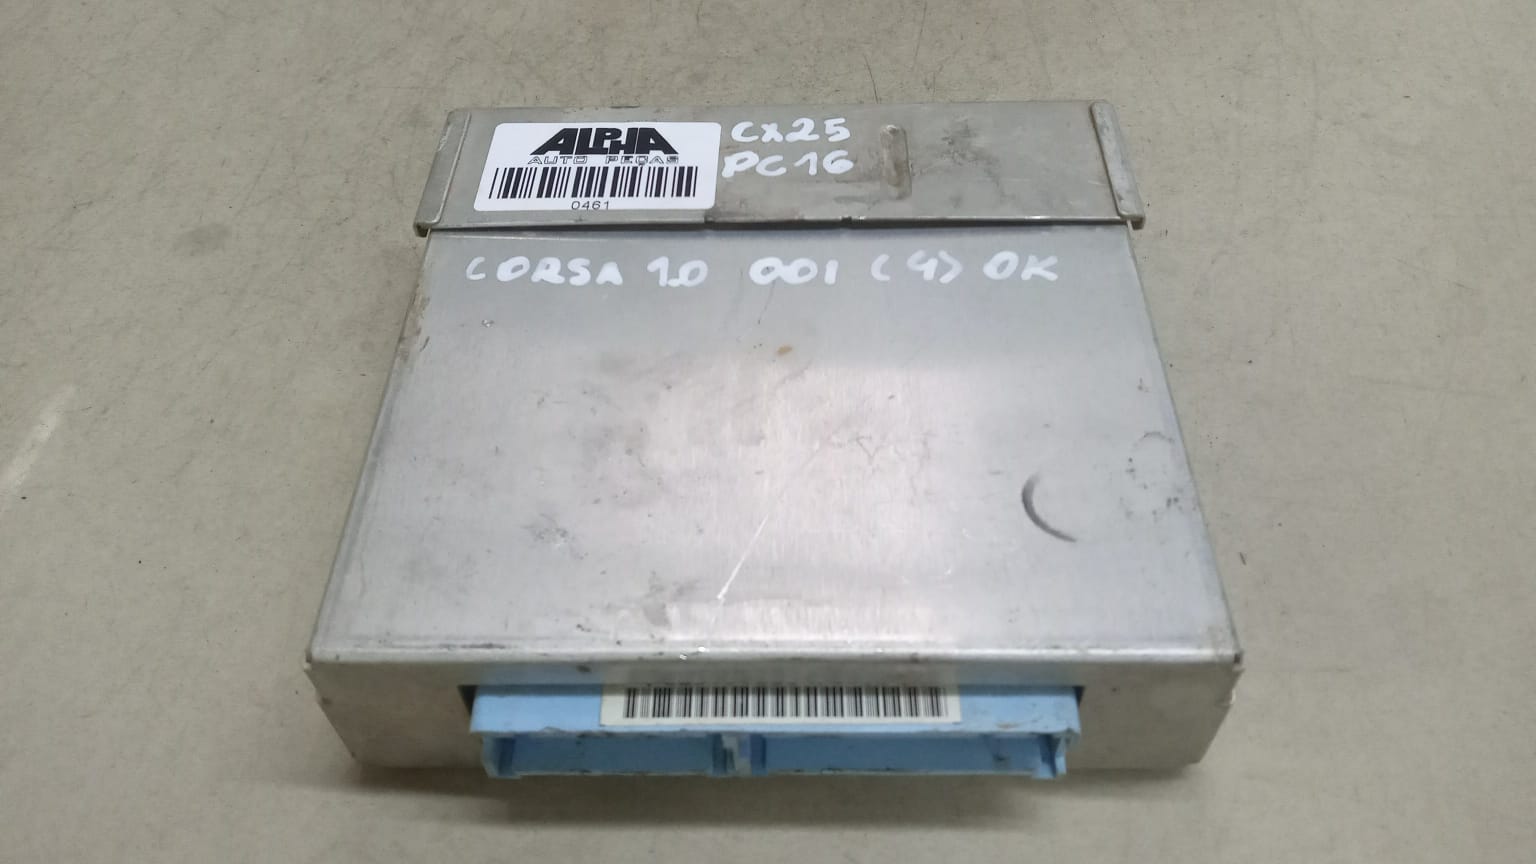 ALPHA
AUTO PEÇAS
0461
CX25
PC16
CORSA 1.0 001 (4) OK